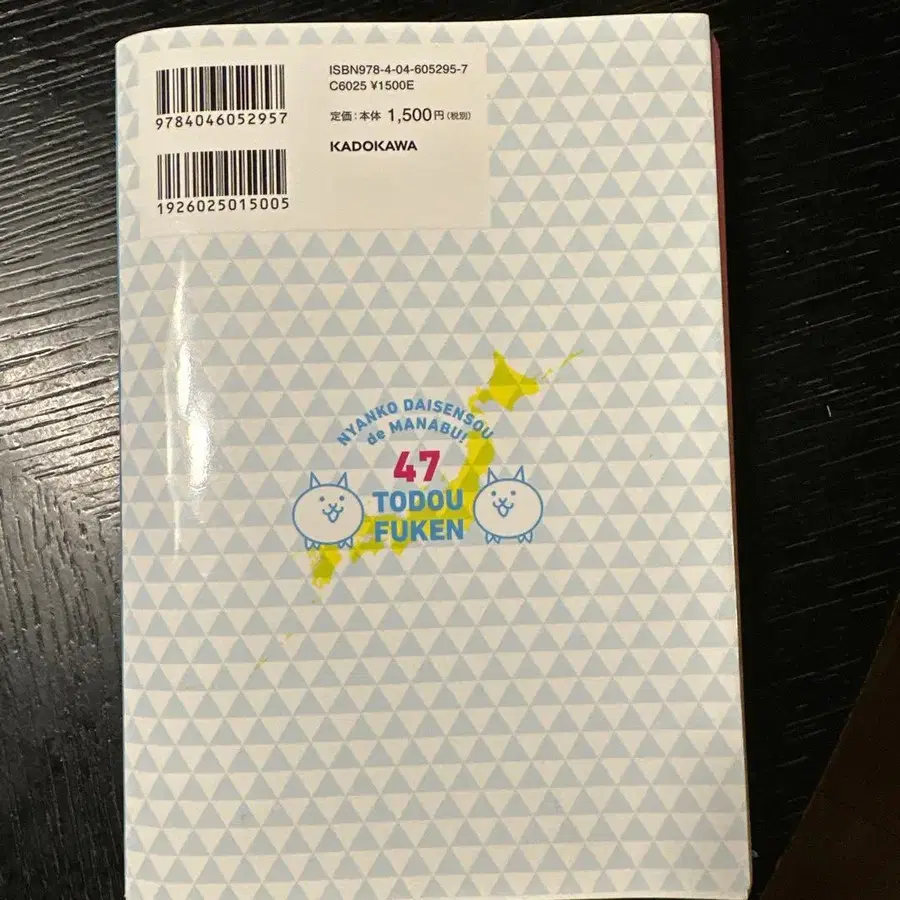 ISBN978-4-04-605295-7
C6025 ¥1500E
9784046052957
定価:本体 1,500円(税別)
KADOKAWA
1926025015005
NYANKO DAISENSOU
de MANABU!
47
TODOU
FUKEN